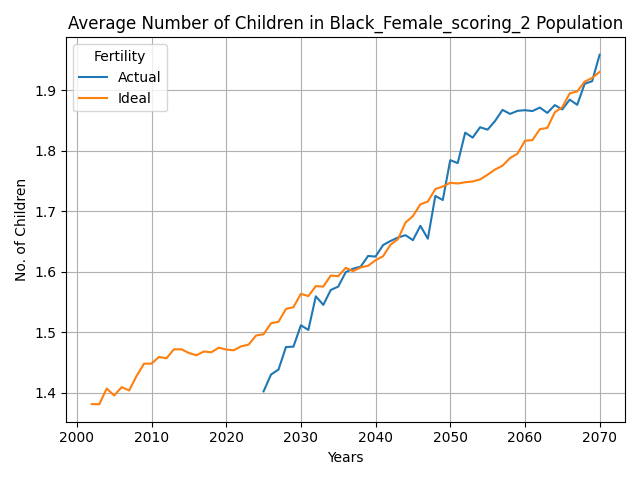 Average Number of Children in Black_Female_scoring_2 Population
Fertility
Actual
Ideal
No. of Children
1.9
1.8
1.7
1.6
1.5
1.4
2000 2010 2020 2030 2040 2050 2060 2070
Years